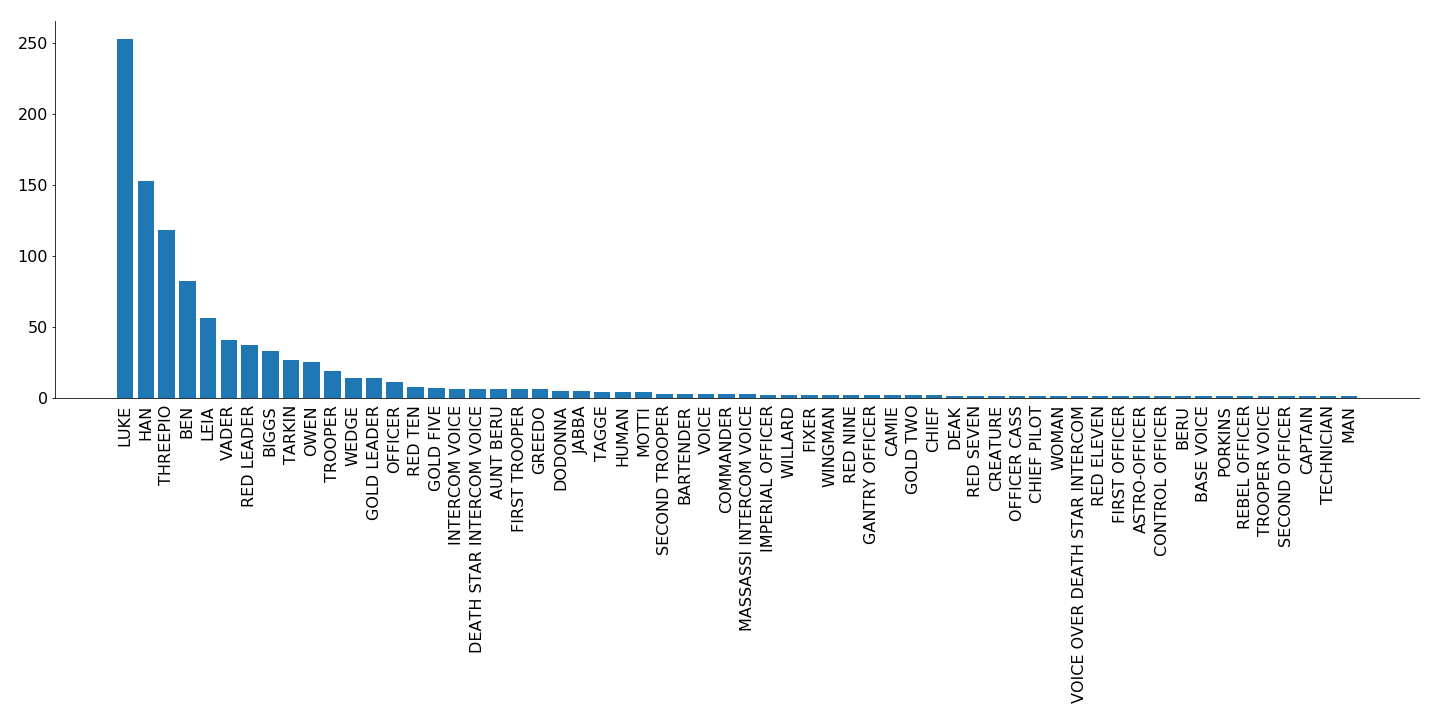 250
200
150
100
50
0
LUKE
HAN
THREEPIO
BEN
LEIA
VADER
RED LEADER
BIGGS
TARKIN
OWEN
TROOPER
WEDGE
GOLD LEADER
OFFICER
RED TEN
GOLD FIVE
INTERCOM VOICE
DEATH STAR INTERCOM VOICE
AUNT BERU
FIRST TROOPER
GREEDO
DODONNA
JABBA
TAGGE
HUMAN
MOTTI
SECOND TROOPER
BARTENDER
VOICE
COMMANDER
MASSASSI INTERCOM VOICE
IMPERIAL OFFICER
WILLARD
FIXER
WINGMAN
RED NINE
GANTRY OFFICER
CAMIE
GOLD TWO
CHIEF
DEAK
RED SEVEN
CREATURE
OFFICER CASS
CHIEF PILOT
WOMAN
VOICE OVER DEATH STAR INTERCOM
RED ELEVEN
FIRST OFFICER
ASTRO-OFFICER
CONTROL OFFICER
BERU
BASE VOICE
PORKINS
REBEL OFFICER
TROOPER VOICE
SECOND OFFICER
CAPTAIN
TECHNICIAN
MAN